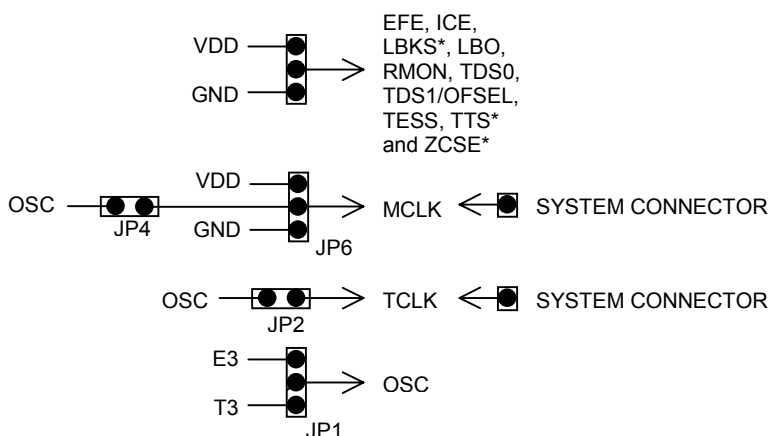 VDD
GND
EFE, ICE,
LBKS*, LBO,
RMON, TDS0,
TDS1/OFSEL,
TESS, TTS*
and ZCSE*
OSC
JP4
VDD
GND
JP6
MCLK
SYSTEM CONNECTOR
OSC
JP2
TCLK
SYSTEM CONNECTOR
E3
T3
JP1
OSC